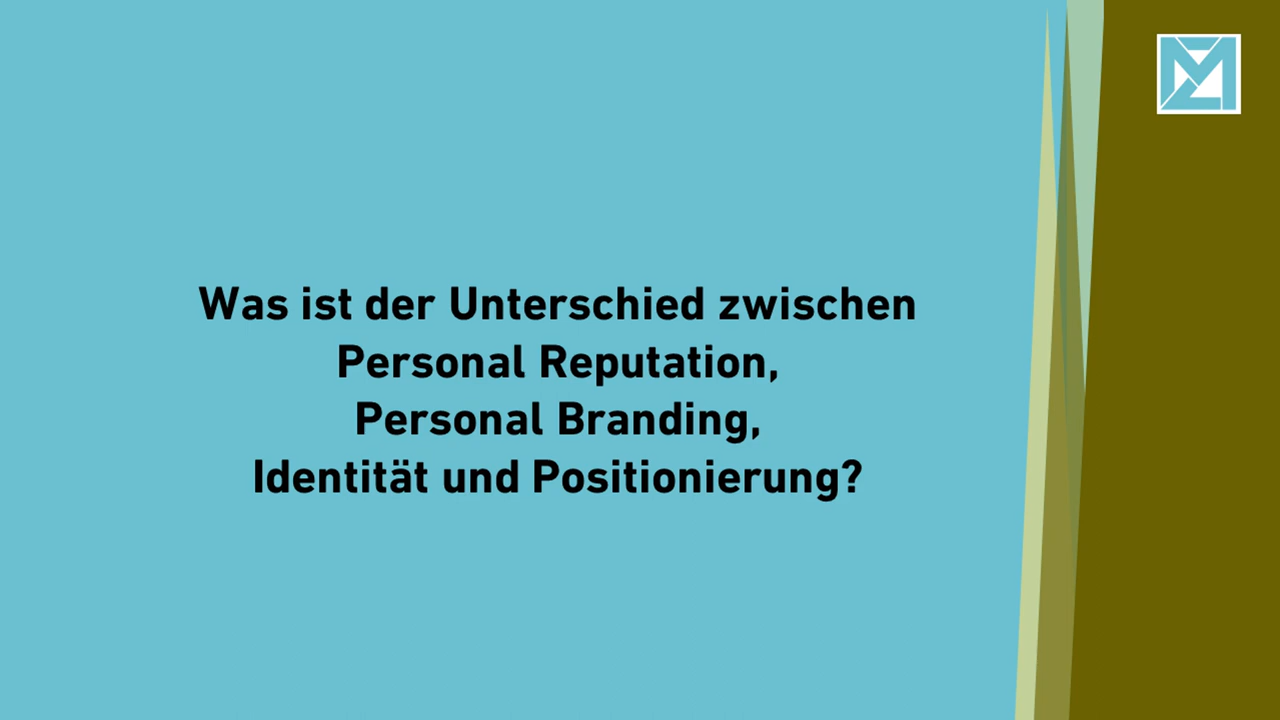 Was ist der Unterschied zwischen
Personal Reputation,
Personal Branding,
Identität und Positionierung?